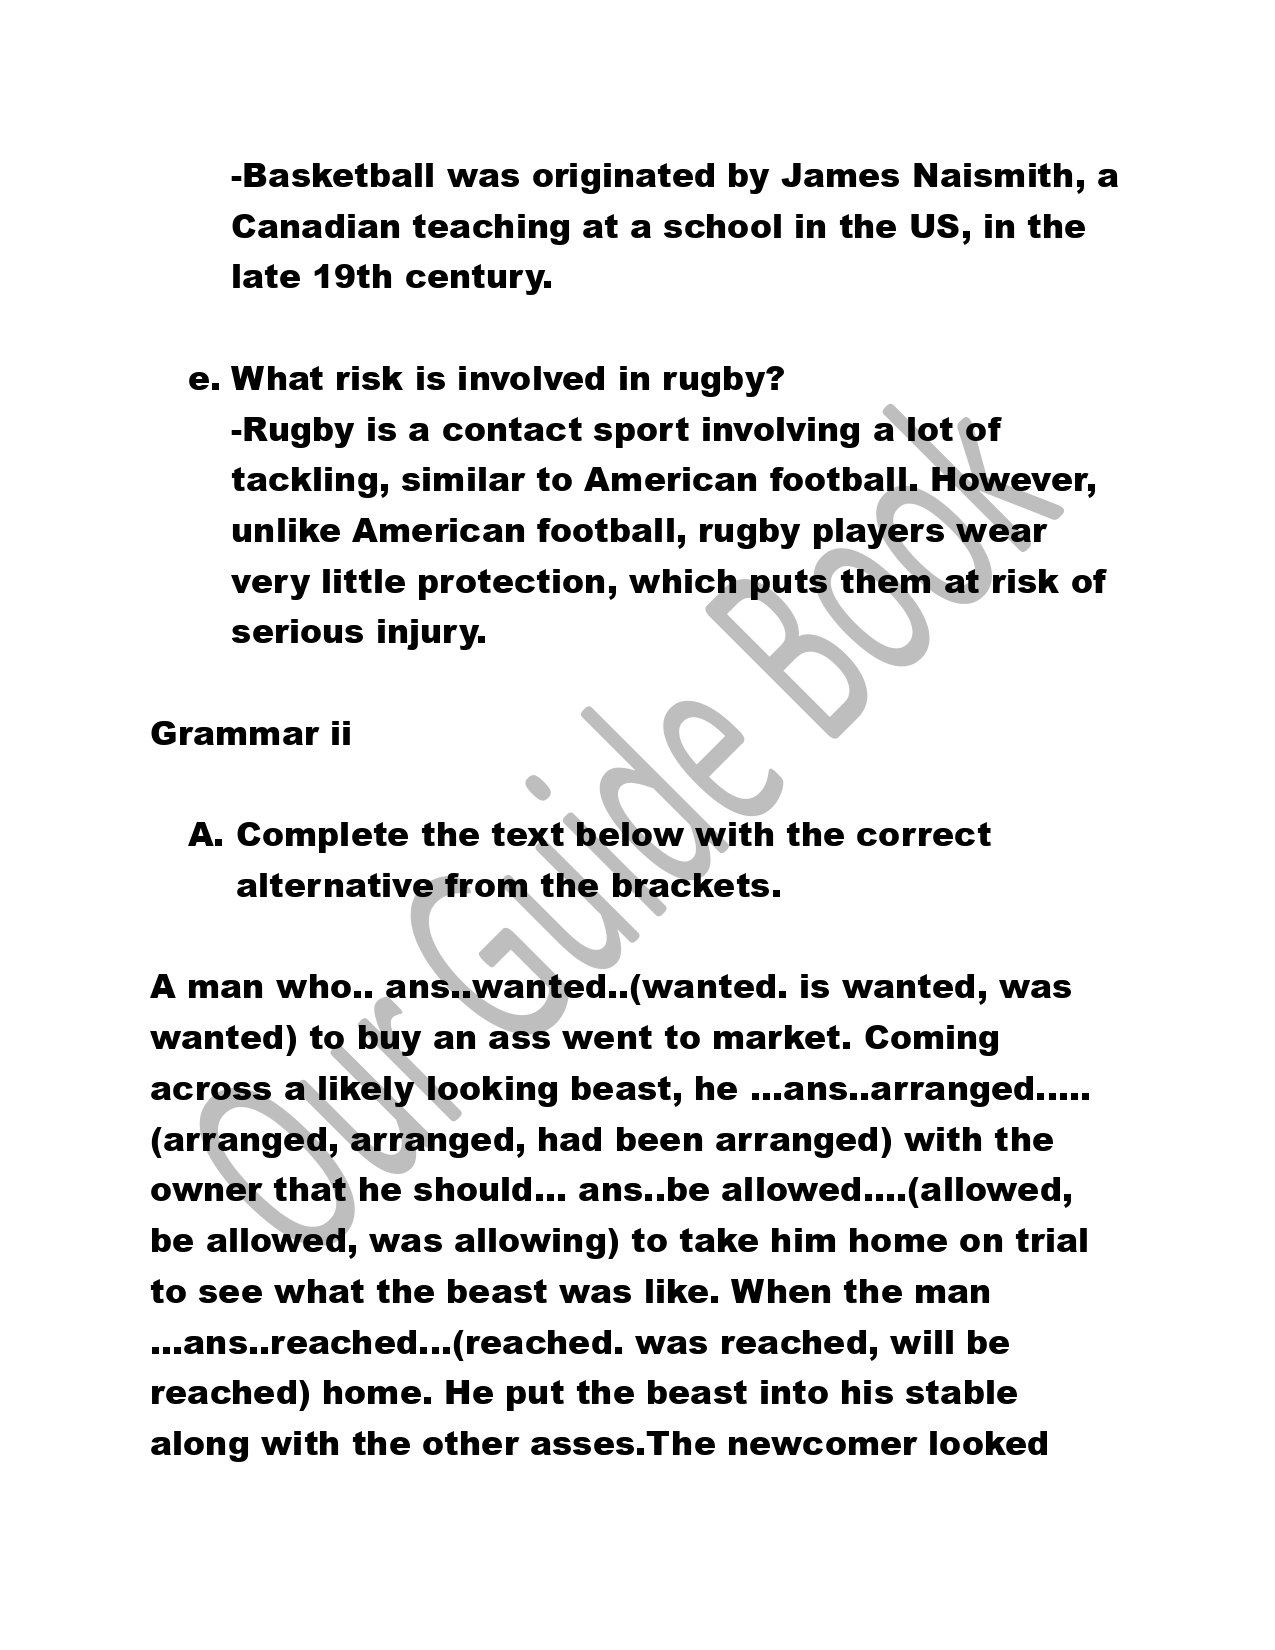 -Basketball was originated by James Naismith, a
Canadian teaching at a school in the US, in the
late 19th century.
e. What risk is involved in rugby?
-Rugby is a contact sport involving a lot of
tackling, similar to American football. However,
unlike American football, rugby players wear
very little protection, which puts them at risk of
serious injury.
Grammar ii
A. Complete the text below with the correct
alternative from the brackets.
A man who.. ans..wanted..(wanted. is wanted, was
wanted) to buy an ass went to market. Coming
across a likely looking beast, he ...ans..arranged.....
(arranged, arranged, had been arranged) with the
owner that he should... ans..be allowed....(allowed,
be allowed, was allowing) to take him home on trial
to see what the beast was like. When the man
...ans..reached...(reached. was reached, will be
reached) home. He put the beast into his stable
along with the other asses.The newcomer looked
Our Guide Book